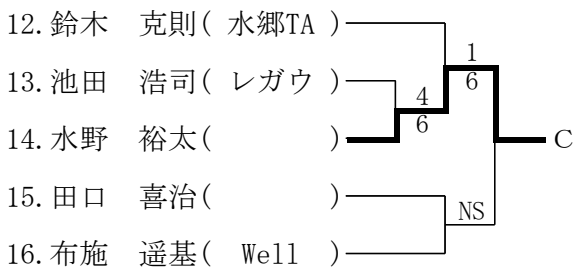 12.鈴木　克則( 水郷TA )
1
13.池田　浩司( レガウ )
6
4
6
14.水野　裕太(　　　　)
C
15.田口　喜治(　　　　)
NS
16.布施　遥基(　Well　)